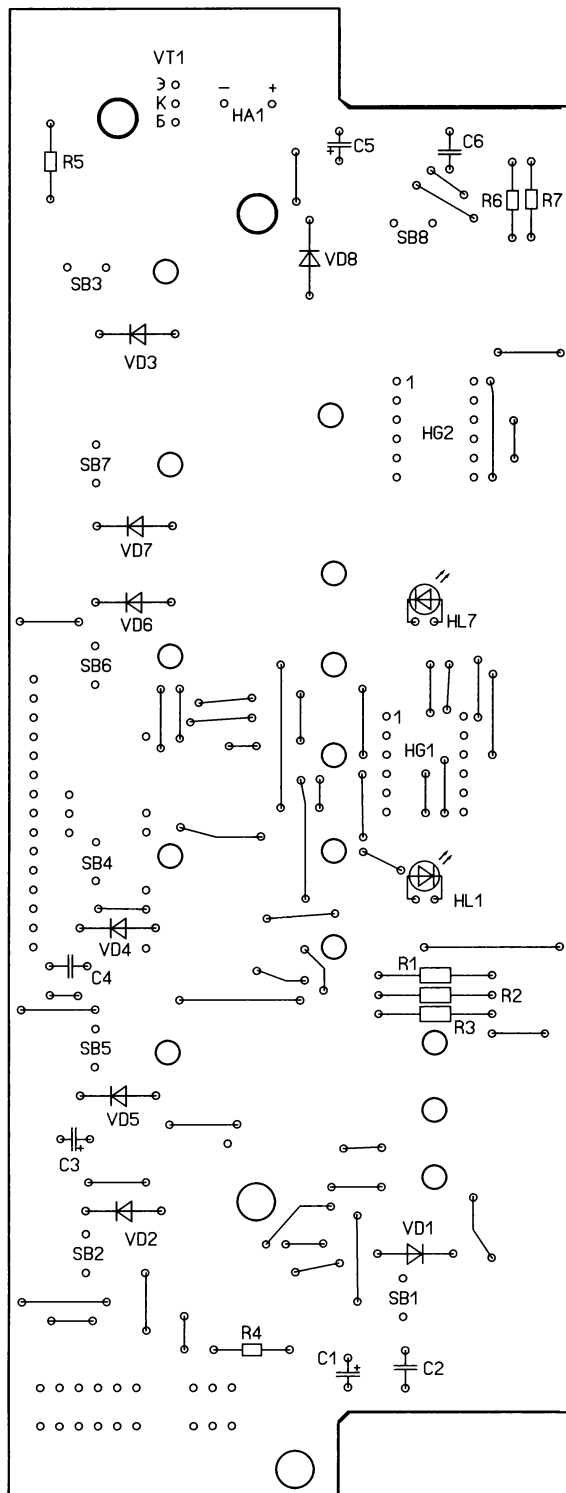 VT1
Э
К
Б
− +
HA1
C5
C6
R5
R6 R7
SB8
VD8
SB3
VD3
1
HG2
SB7
VD7
VD6
HL7
SB6
1
HG1
SB4
HL1
VD4
C4
R1
R2
R3
SB5
VD5
C3
VD2
VD1
SB2
SB1
R4
C1
C2
+